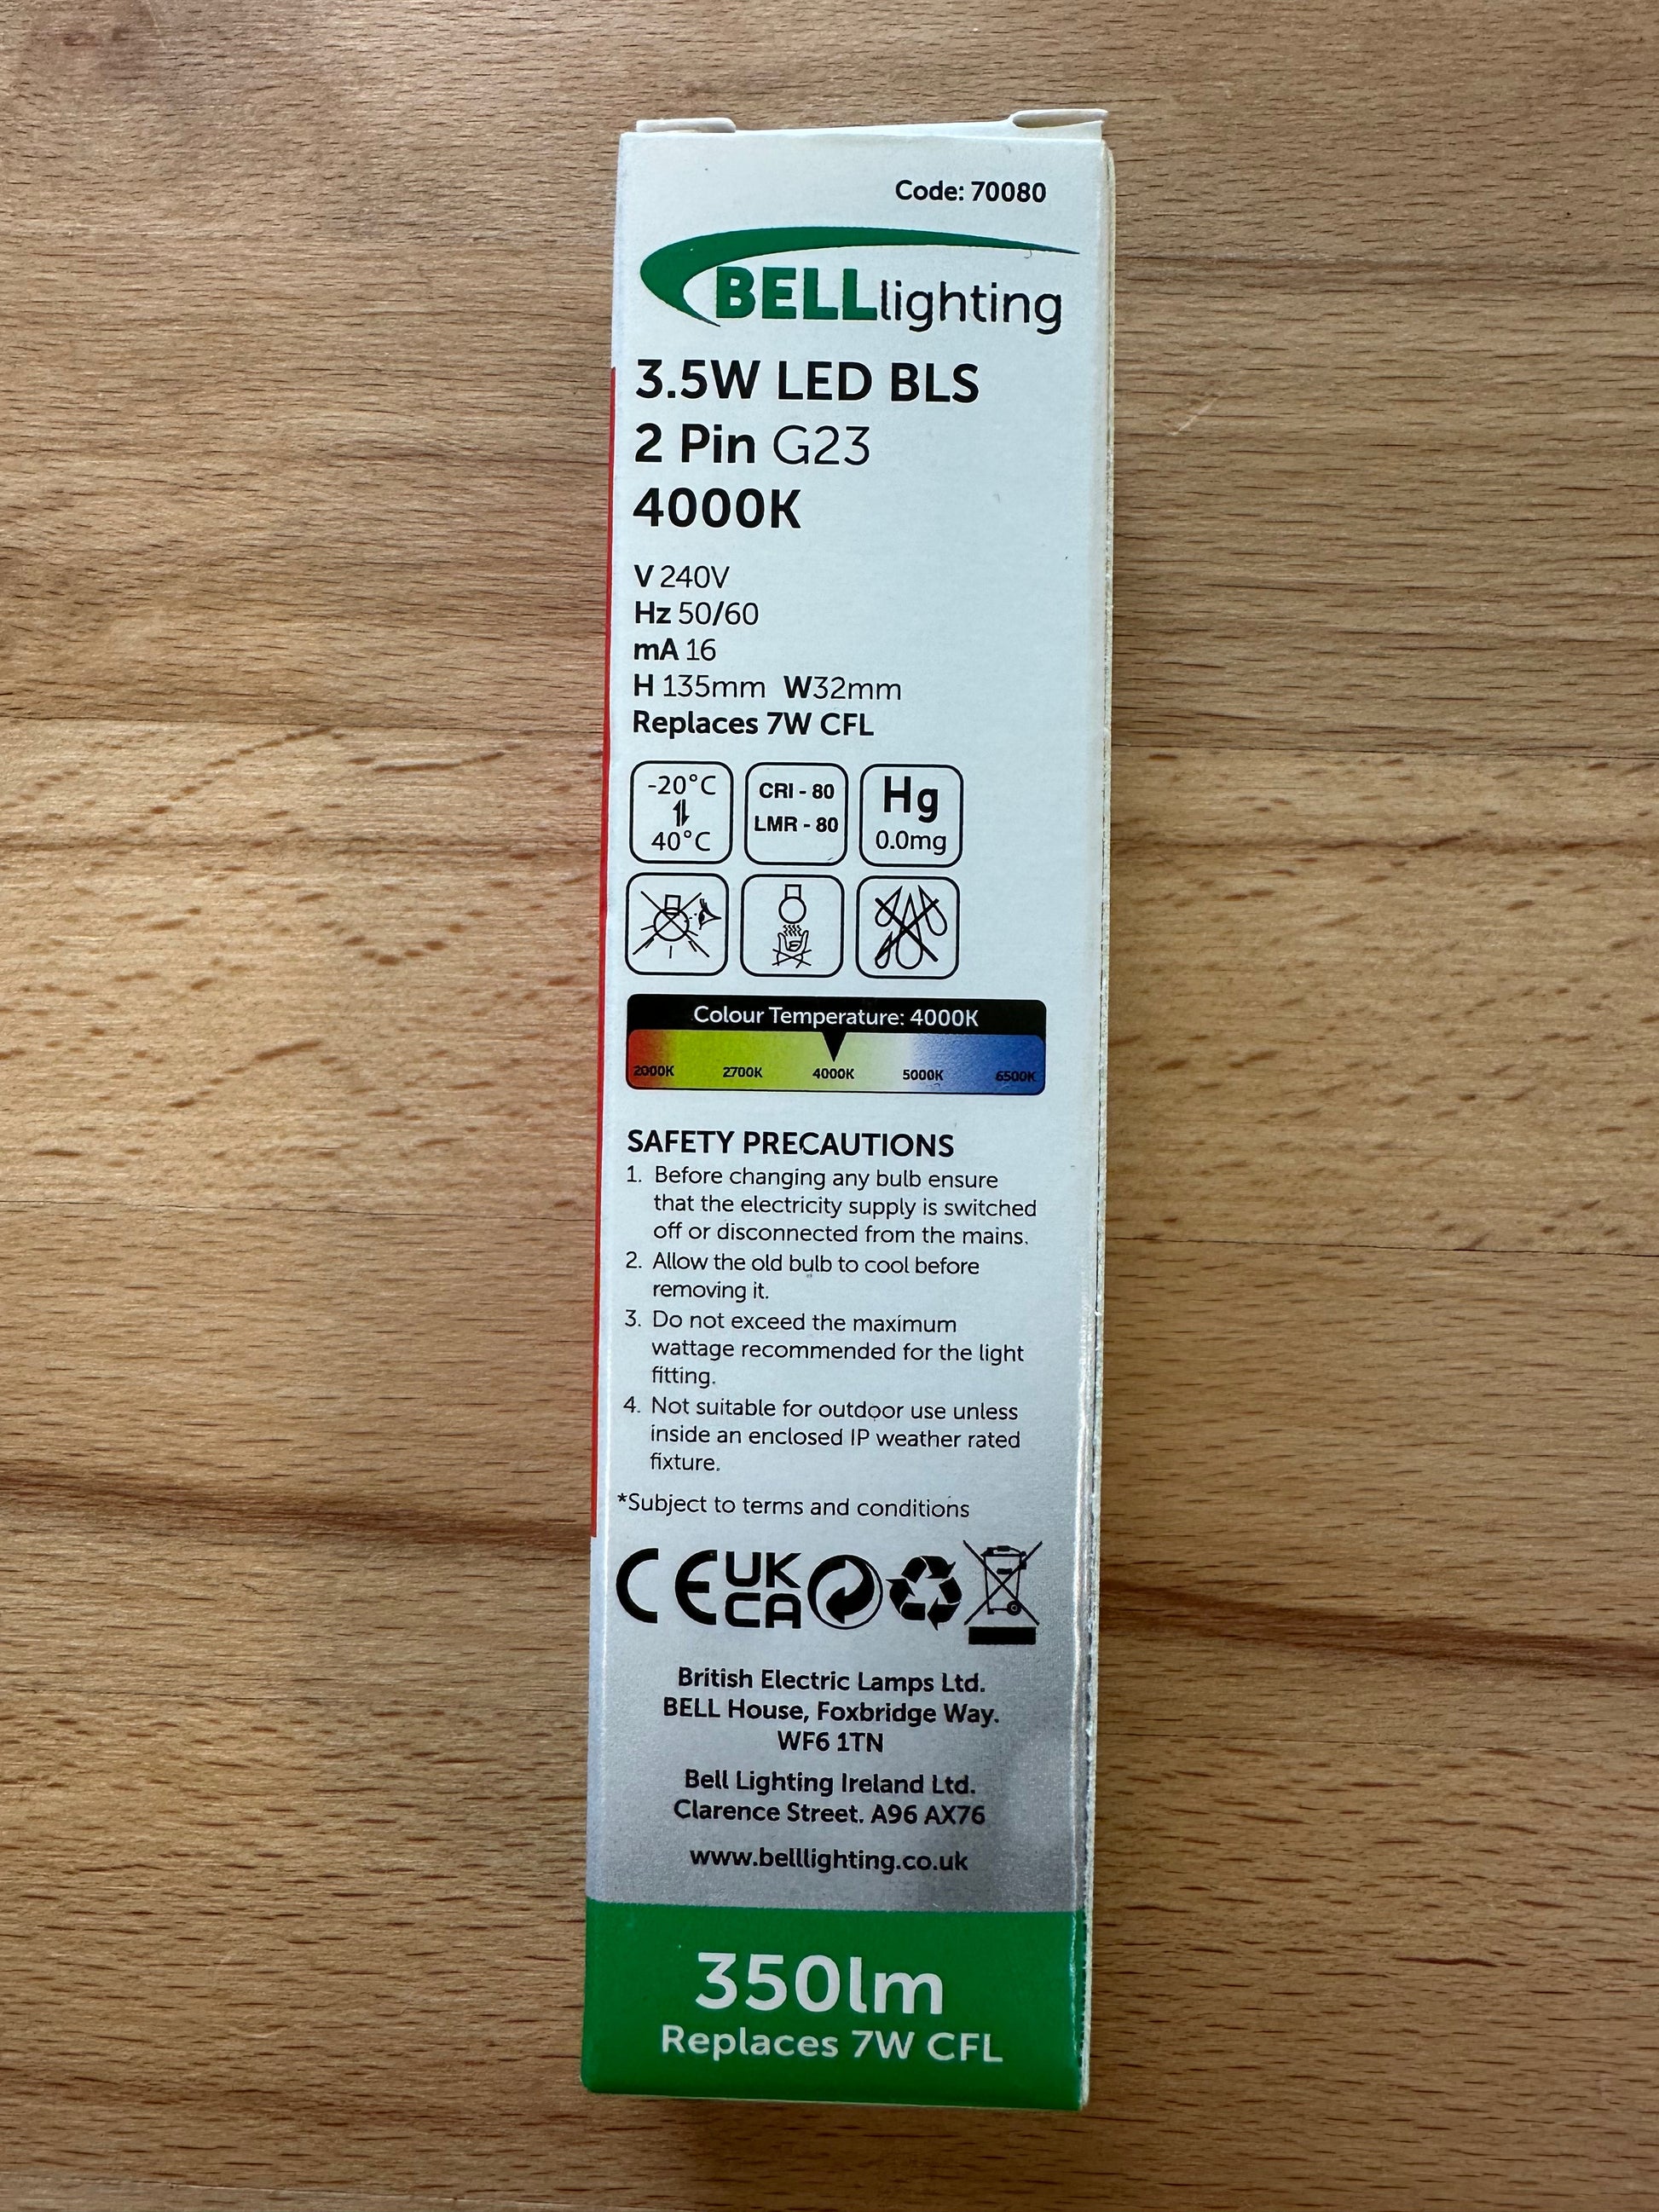 Code: 70080
BELLlighting
3.5W LED BLS
2 Pin G23
4000K
V 240V
Hz 50/60
mA 16
H 135mm W32mm
Replaces 7W CFL
-20°C
40°C
CRI - 80
LMR - 80
Hg
0.0mg
Colour Temperature: 4000K
2000K 2700K 4000K 5000K 6500K
SAFETY PRECAUTIONS
1. Before changing any bulb ensure
that the electricity supply is switched
off or disconnected from the mains.
2. Allow the old bulb to cool before
removing it.
3. Do not exceed the maximum
wattage recommended for the light
fitting.
4. Not suitable for outdoor use unless
inside an enclosed IP weather rated
fixture.
*Subject to terms and conditions
CE UK
CA
British Electric Lamps Ltd.
BELL House, Foxbridge Way.
WF6 1TN
Bell Lighting Ireland Ltd.
Clarence Street. A96 AX76
www.belllighting.co.uk
350lm
Replaces 7W CFL